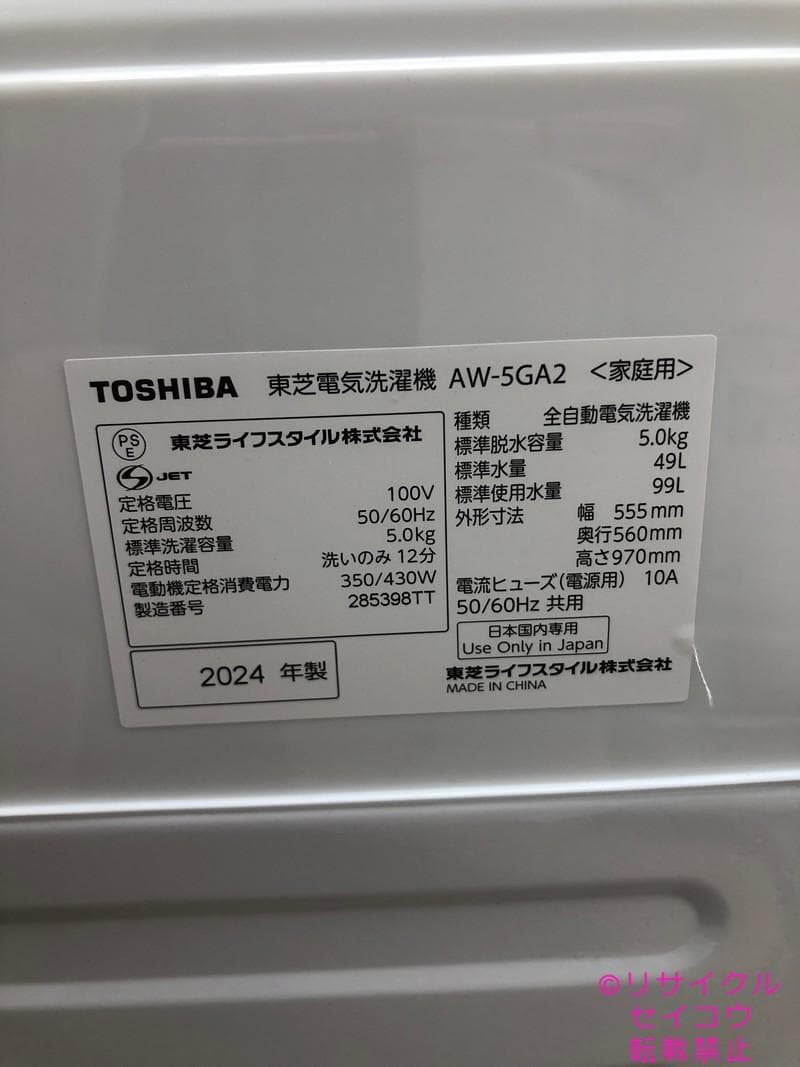 TOSHIBA 東芝電気洗濯機 AW-5GA2 <家庭用>
PS
E
東芝ライフスタイル株式会社
JET
定格電圧 100V
定格周波数 50/60Hz
標準洗濯容量 5.0kg
定格時間 洗いのみ 12分
電動機定格消費電力 350/430W
製造番号 285398TT
2024 年製
種類 全自動電気洗濯機
標準脱水容量 5.0kg
標準水量 49L
標準使用水量 99L
外形寸法 幅 555mm
奥行560mm
高さ970mm
電流ヒューズ(電源用) 10A
50/60Hz 共用
日本国内専用
Use Only in Japan
東芝ライフスタイル株式会社
MADE IN CHINA
©リサイクル
セイコウ
転載禁止